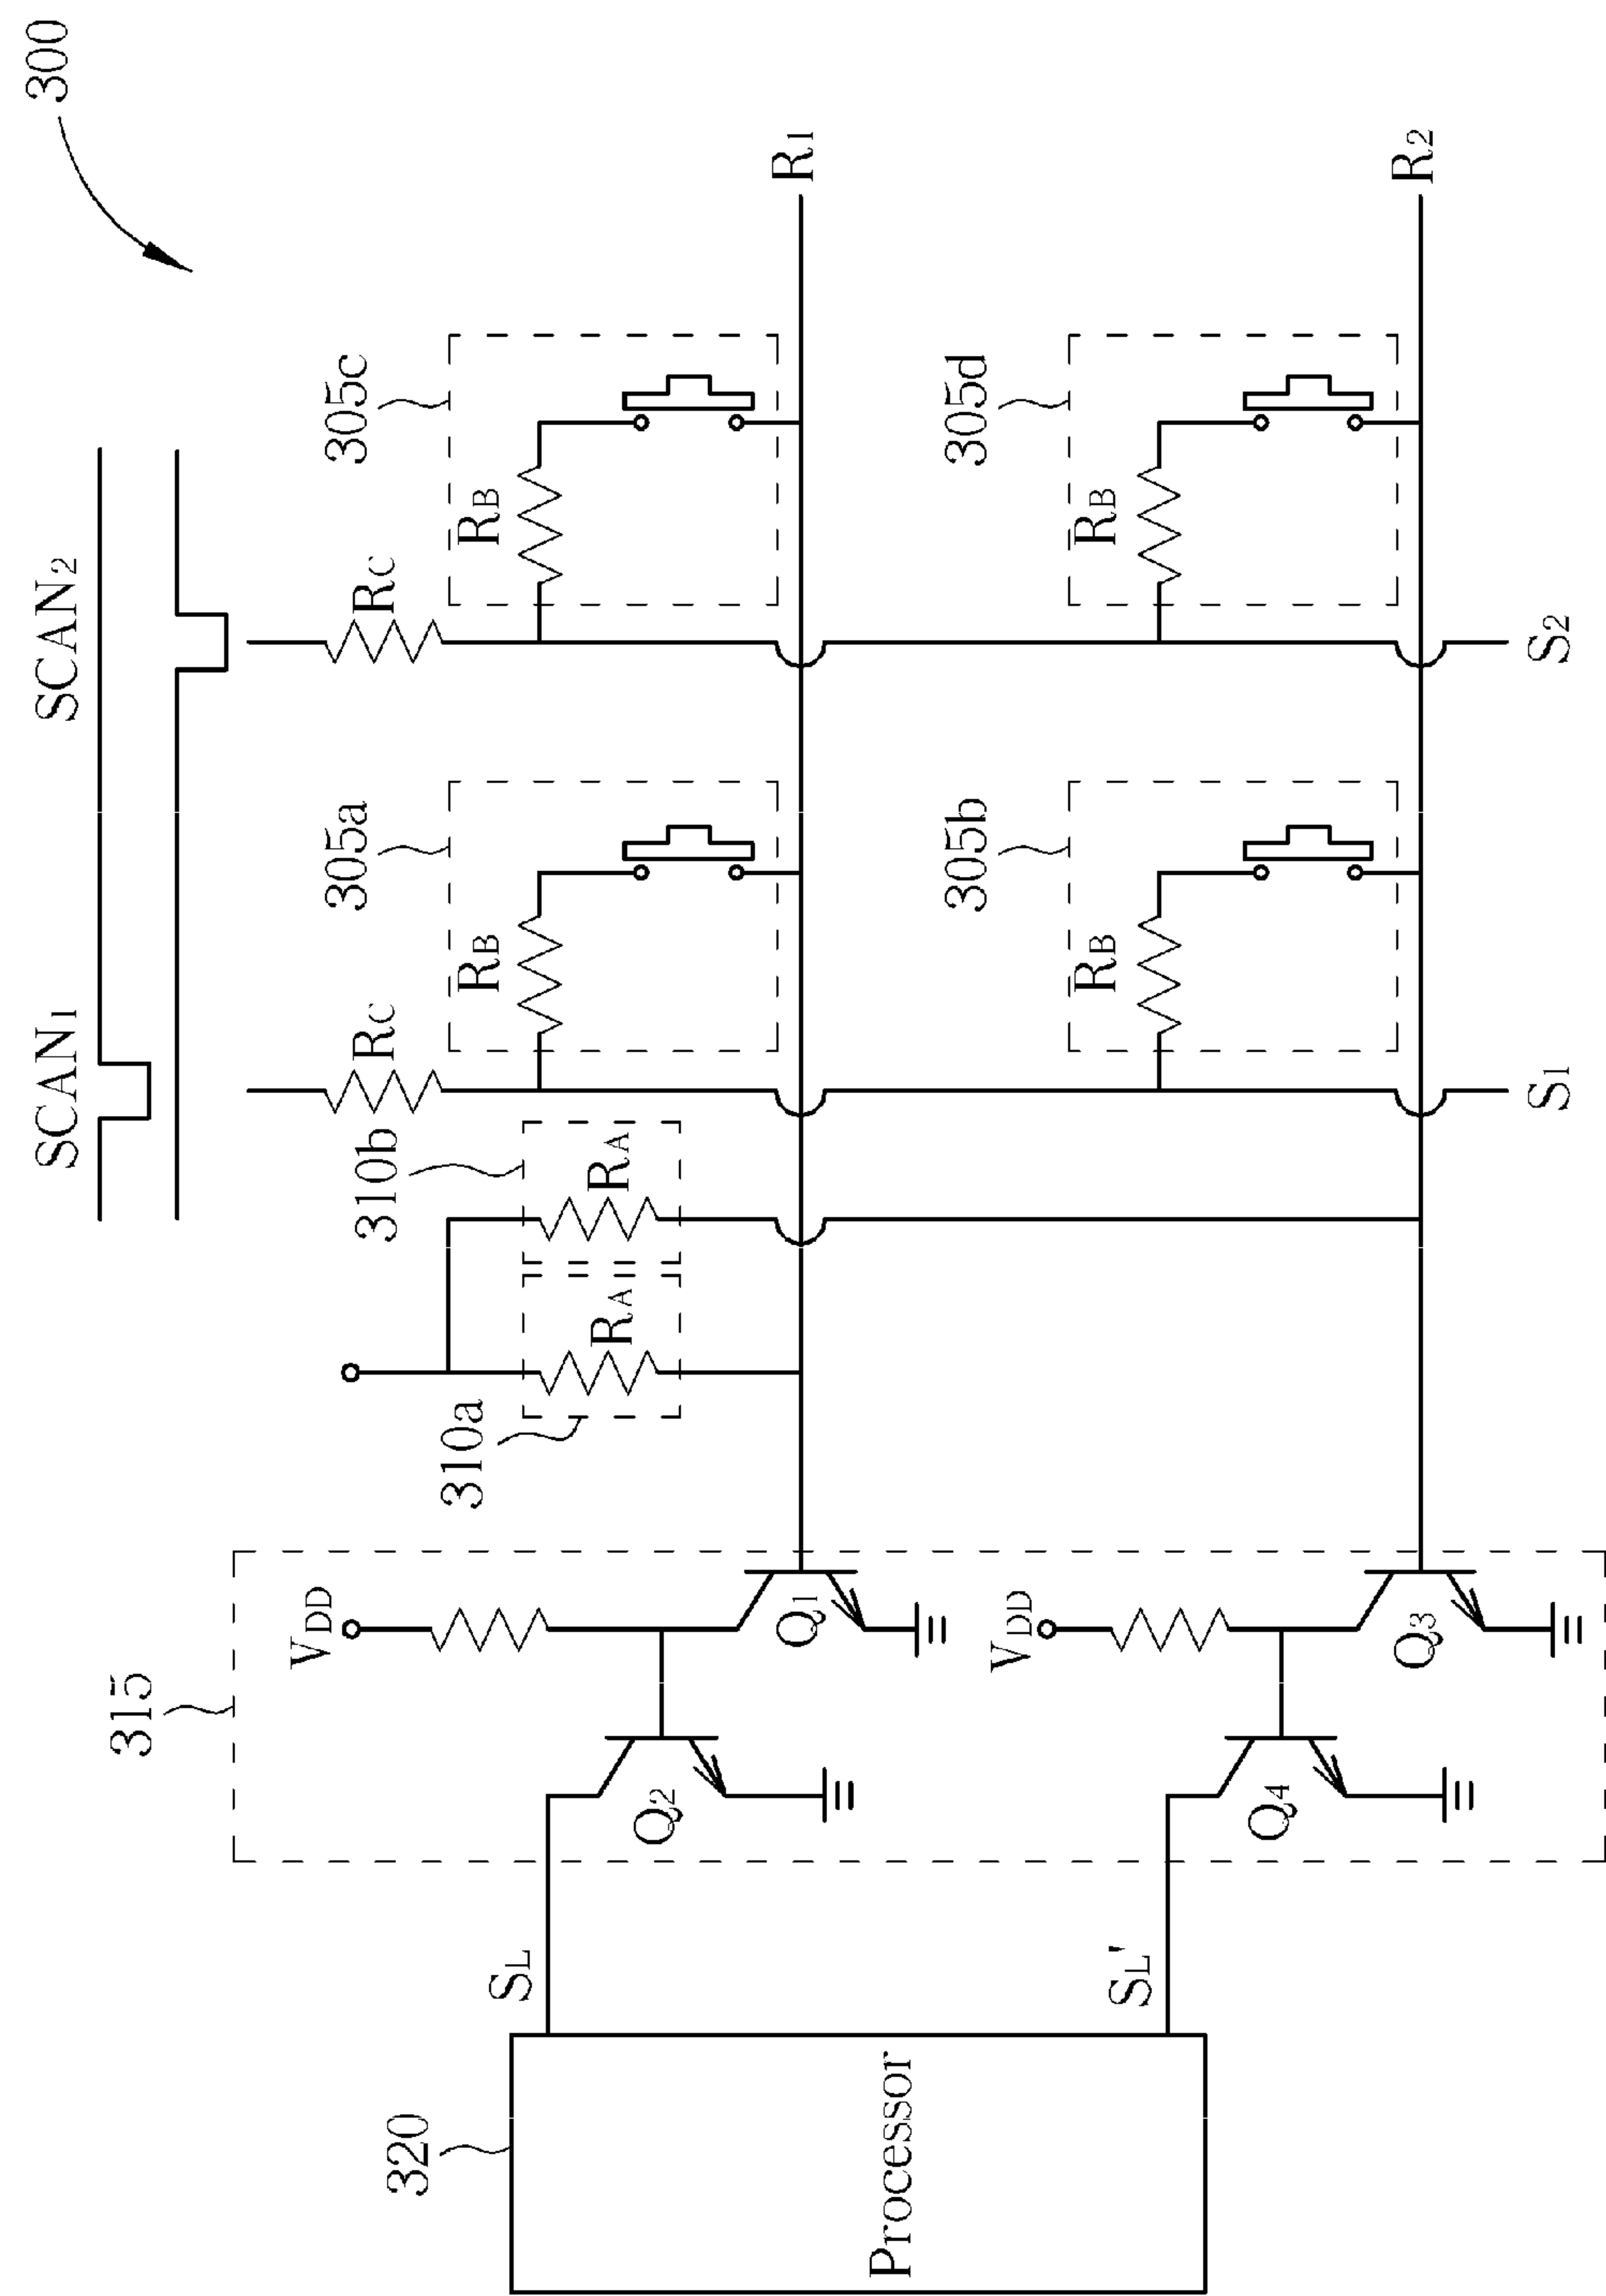 300
SCAN1
SCAN2
RC
RC
305a
305c
RB
RB
310a
310b
RA
RA
R1
305b
305d
RB
RB
R2
S1
S2
315
VDD
Q1
Q2
VDD
Q3
Q4
SL
SL'
320
Processor